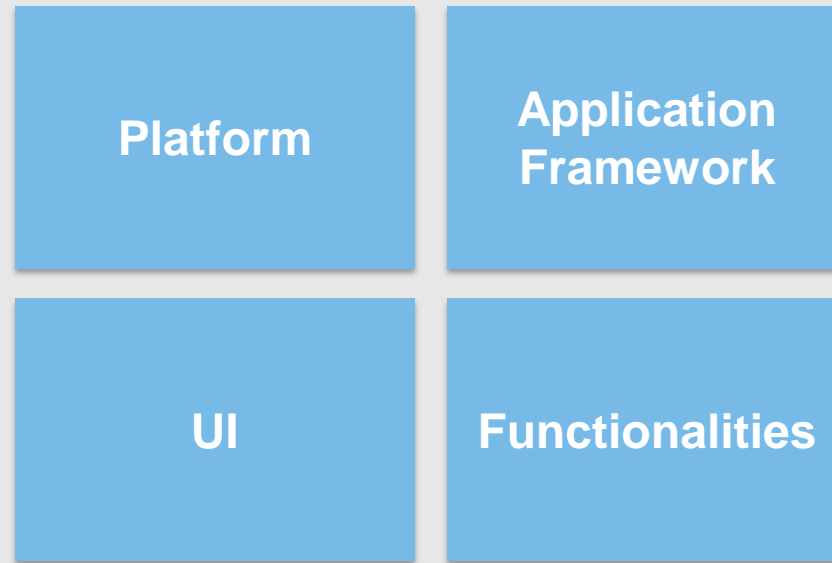 Platform
Application
Framework
UI
Functionalities